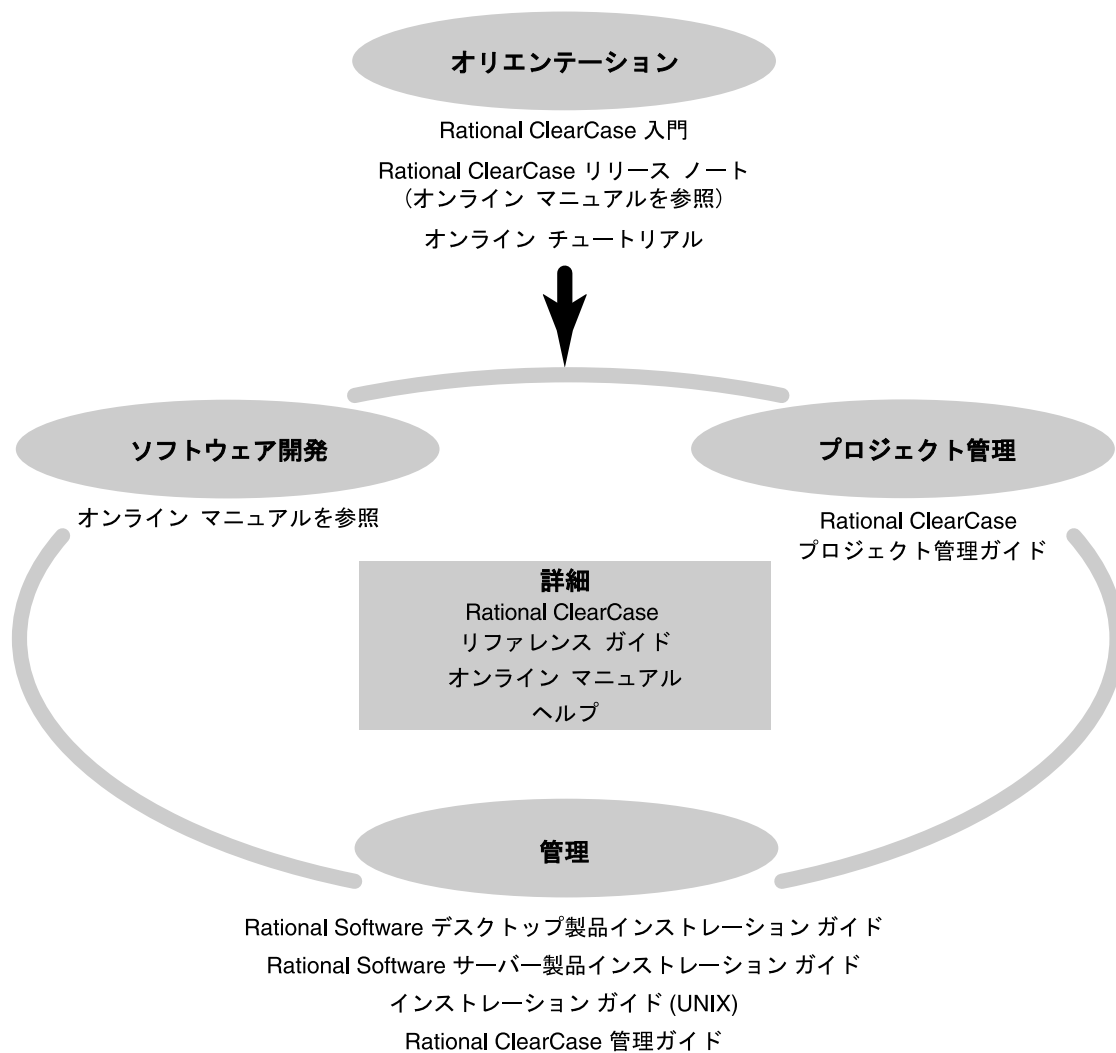 オリエンテーション
Rational ClearCase 入門
Rational ClearCase リリース ノート
（オンライン マニュアルを参照）
オンライン チュートリアル
ソフトウェア開発
オンライン マニュアルを参照
プロジェクト管理
Rational ClearCase
プロジェクト管理ガイド
詳細
Rational ClearCase
リファレンス ガイド
オンライン マニュアル
ヘルプ
管理
Rational Software デスクトップ製品インストレーション ガイド
Rational Software サーバー製品インストレーション ガイド
インストレーション ガイド (UNIX)
Rational ClearCase 管理ガイド